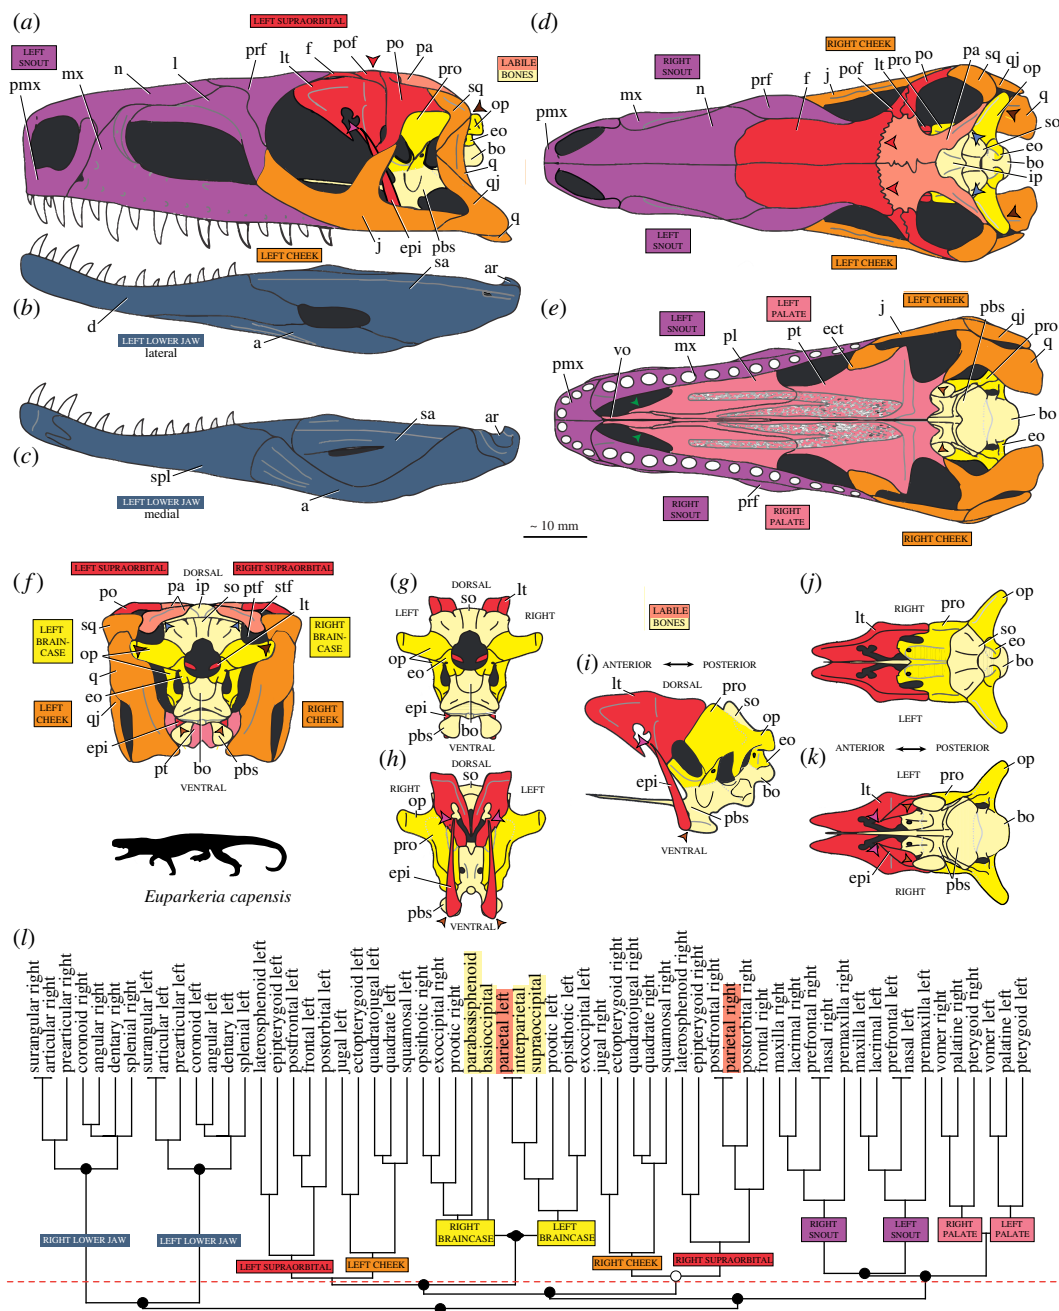 (a)
LEFT SUPRAORBITAL
LEFT
SNOUT
pmx
mx
n
l
prf
lt
f
pof
po
pa
pro
LABILE
BONES
sq
op
eo
bo
q
qj
q
j
epi
pbs
LEFT CHEEK
(b)
d
sa
ar
a
LEFT LOWER JAW
lateral
(c)
spl
sa
ar
a
LEFT LOWER JAW
medial
(d)
RIGHT CHEEK
RIGHT
SNOUT
pmx
mx
n
prf
f
j
pof
lt
pro
po
pa
sq
qj
op
q
so
eo
bo
ip
LEFT
SNOUT
LEFT CHEEK
(e)
LEFT
SNOUT
LEFT
PALATE
LEFT CHEEK
pmx
vo
mx
pl
pt
ect
j
pbs
qj
pro
q
bo
eo
prf
RIGHT
SNOUT
RIGHT
PALATE
RIGHT CHEEK
~ 10 mm
(f)
LEFT SUPRAORBITAL
RIGHT SUPRAORBITAL
DORSAL
po
pa
ip
so
ptf
stf
lt
sq
LEFT
BRAIN-
CASE
RIGHT
BRAIN-
CASE
op
q
eo
LEFT
CHEEK
RIGHT
CHEEK
qj
epi
pt
bo
pbs
VENTRAL
Euparkeria capensis
(g)
DORSAL
so
lt
LEFT
RIGHT
op
eo
epi
pbs
bo
VENTRAL
(h)
DORSAL
so
RIGHT
LEFT
op
pro
epi
pbs
VENTRAL
LABILE
BONES
(i)
ANTERIOR
POSTERIOR
DORSAL
lt
pro
so
op
eo
bo
epi
pbs
VENTRAL
(j)
RIGHT
pro
op
lt
so
eo
bo
LEFT
(k)
ANTERIOR
POSTERIOR
LEFT
op
pro
lt
bo
epi
pbs
RIGHT
(l)
surangular right
articular right
prearticular right
coronoid right
angular right
dentary right
splenial right
surangular left
articular left
prearticular left
coronoid left
angular left
dentary left
splenial left
laterosphenoid left
epipterygoid left
postfrontal left
frontal left
postorbital left
jugal left
ectopterygoid left
quadratojugal left
quadrate left
squamosal left
opisthotic right
exoccipital right
prootic right
parabasisphenoid
basioccipital
parietal left
interparietal
supraoccipital
prootic left
opisthotic left
exoccipital left
jugal right
ectopterygoid right
quadratojugal right
quadrate right
squamosal right
laterosphenoid right
epipterygoid right
postfrontal right
parietal right
postorbital right
frontal right
maxilla right
lacrimal right
prefrontal right
nasal right
premaxilla right
maxilla left
lacrimal left
prefrontal left
nasal left
premaxilla left
vomer right
palatine right
pterygoid right
vomer left
palatine left
pterygoid left
RIGHT LOWER JAW
LEFT LOWER JAW
LEFT SUPRAORBITAL
LEFT CHEEK
RIGHT
BRAINCASE
LEFT
BRAINCASE
RIGHT CHEEK
RIGHT SUPRAORBITAL
RIGHT
SNOUT
LEFT
SNOUT
RIGHT
PALATE
LEFT
PALATE